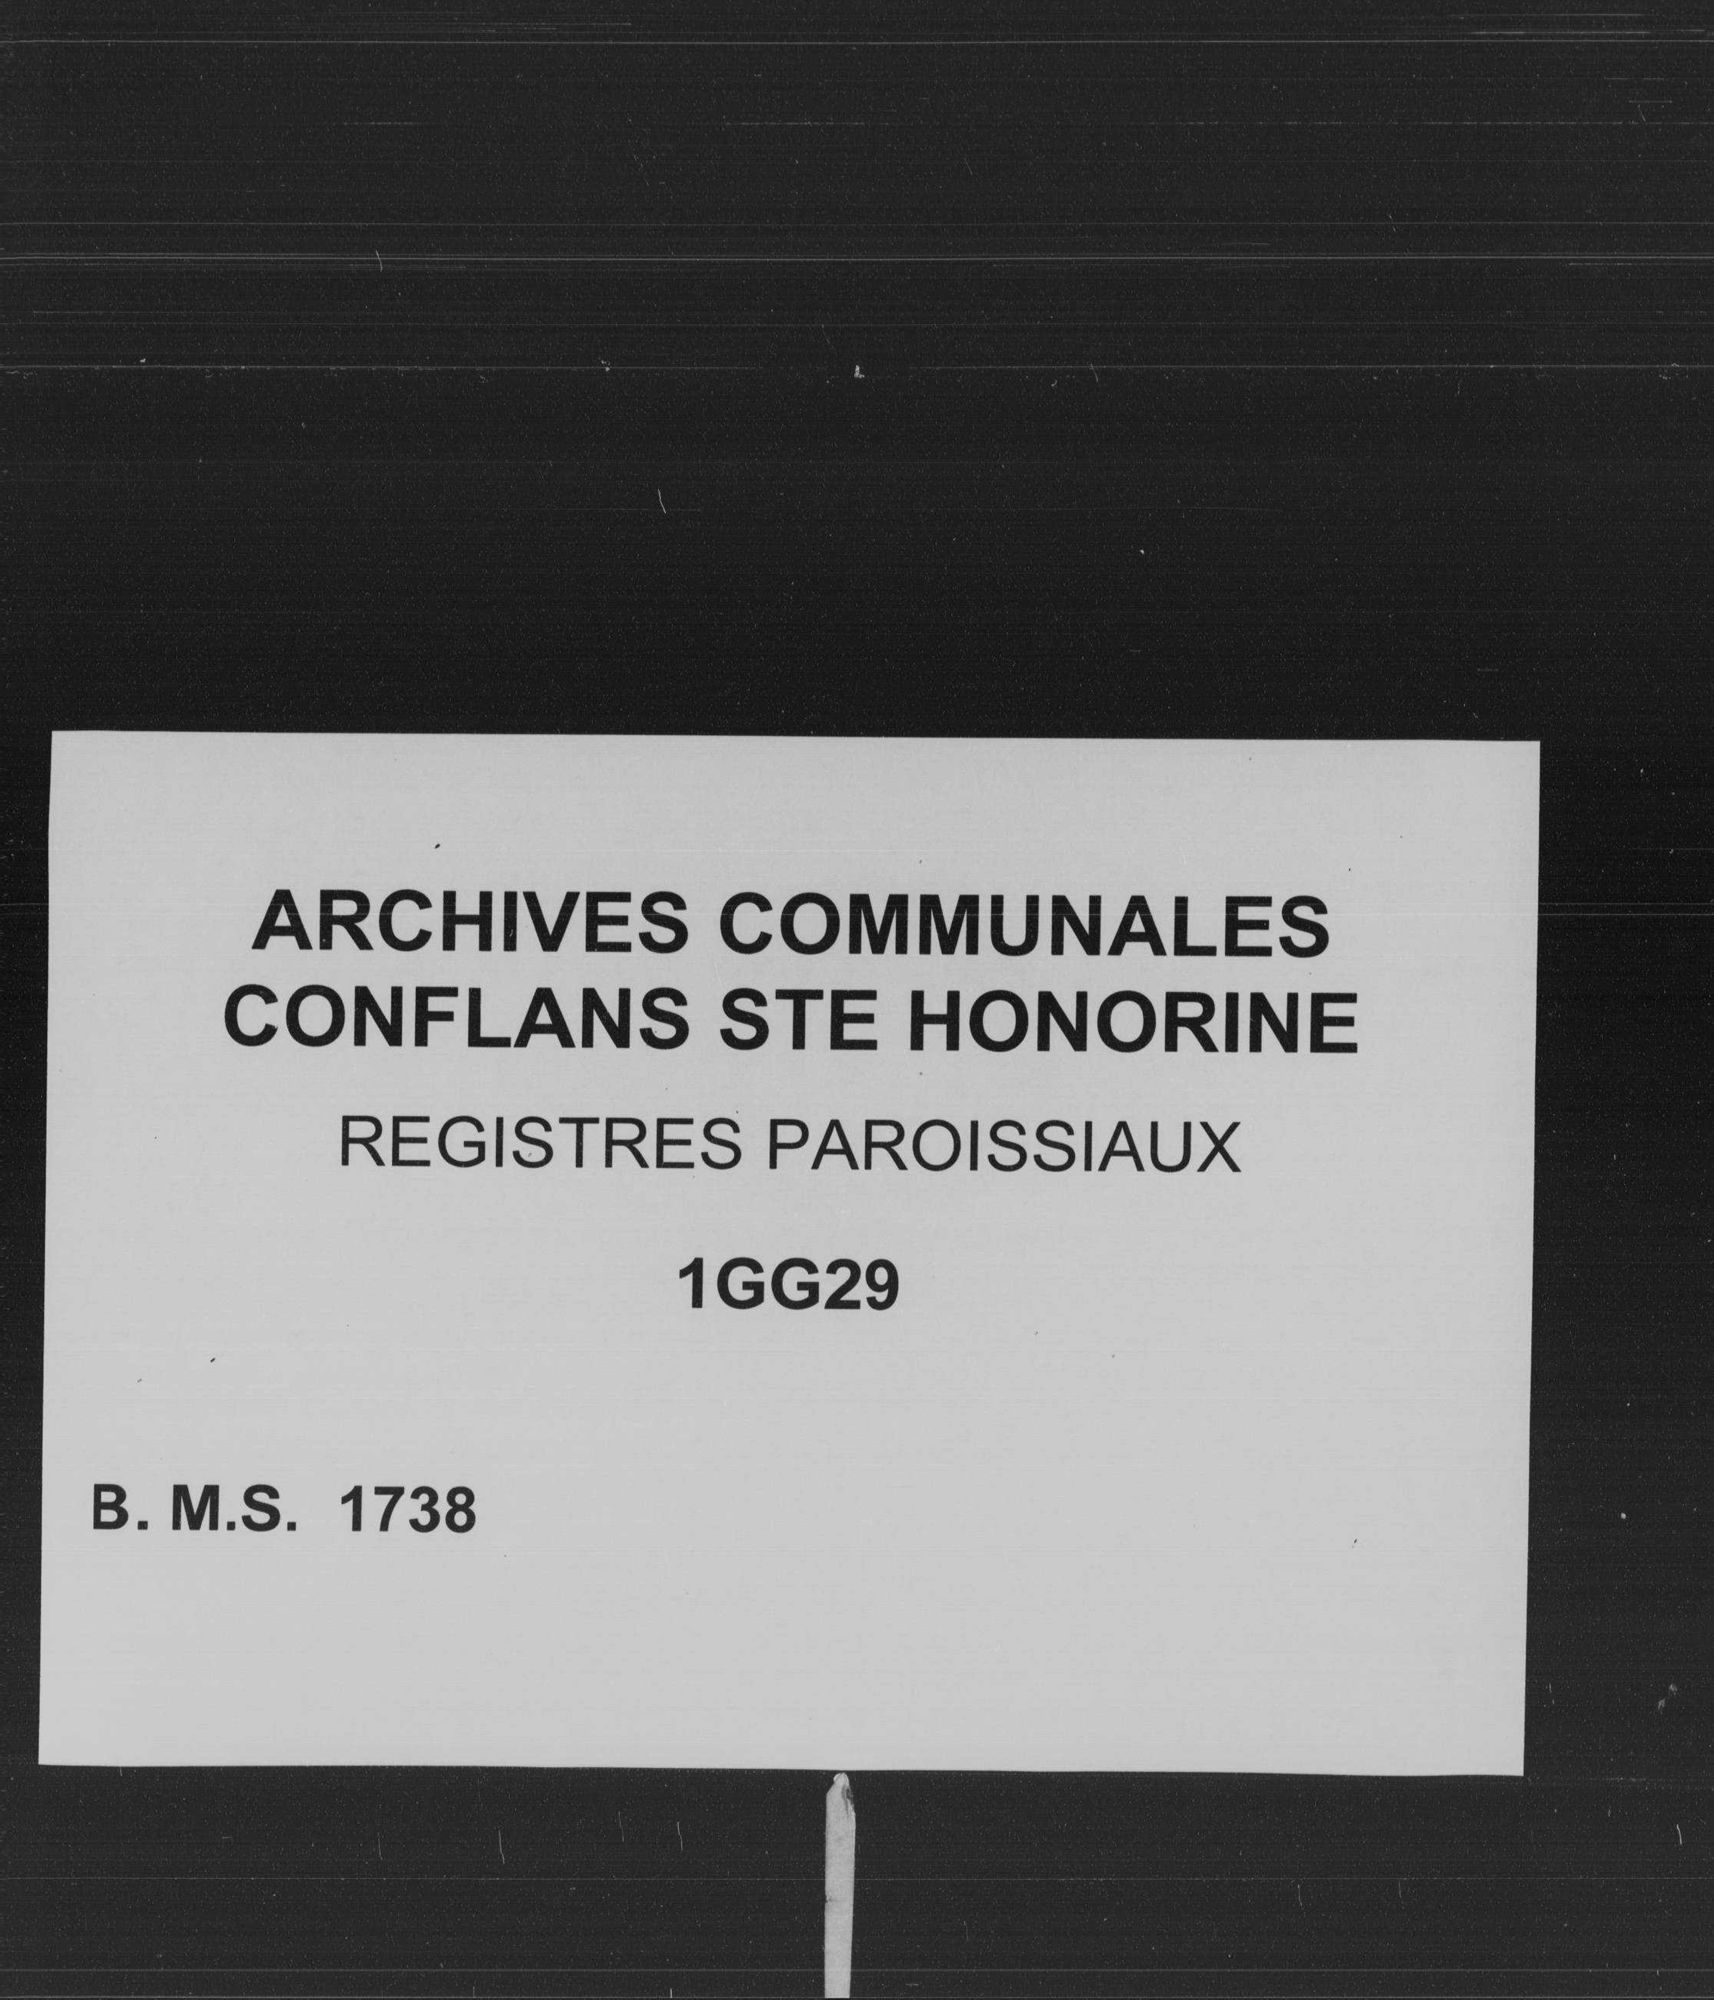 ARCHIVES COMMUNALES
CONFLANS STE HONORINE
REGISTRES PAROISSIAUX
1GG29
B. M.S. 1738